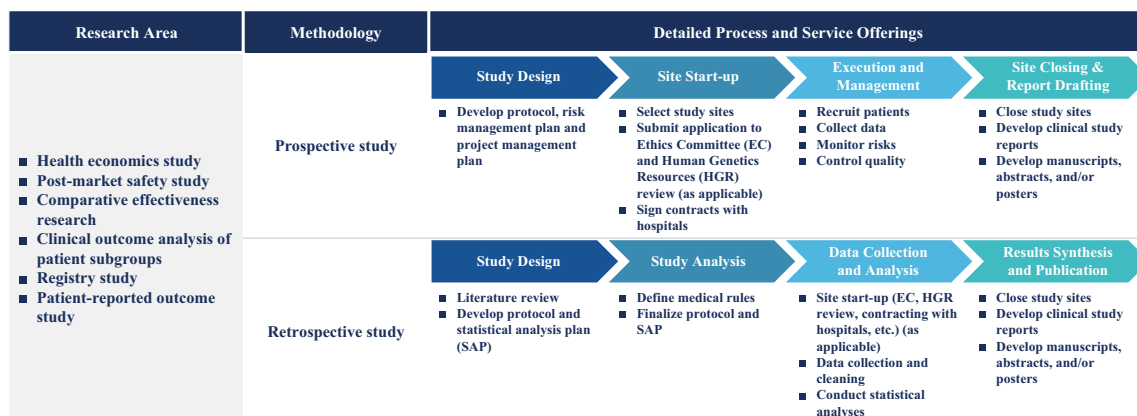 Research Area
Methodology
Detailed Process and Service Offerings
■ Health economics study
■ Post-market safety study
■ Comparative effectiveness
research
■ Clinical outcome analysis of
patient subgroups
■ Registry study
■ Patient-reported outcome
study
Prospective study
Study Design
■ Develop protocol, risk
management plan and
project management
plan
Site Start-up
■ Select study sites
■ Submit application to
Ethics Committee (EC)
and Human Genetics
Resources (HGR)
review (as applicable)
■ Sign contracts with
hospitals
Execution and
Management
■ Recruit patients
■ Collect data
■ Monitor risks
■ Control quality
Site Closing &
Report Drafting
■ Close study sites
■ Develop clinical study
reports
■ Develop manuscripts,
abstracts, and/or
posters
Retrospective study
Study Design
■ Literature review
■ Develop protocol and
statistical analysis plan
(SAP)
Study Analysis
■ Define medical rules
■ Finalize protocol and
SAP
Data Collection
and Analysis
■ Site start-up (EC, HGR
review, contracting with
hospitals, etc.) (as
applicable)
■ Data collection and
cleaning
■ Conduct statistical
analyses
Results Synthesis
and Publication
■ Close study sites
■ Develop clinical study
reports
■ Develop manuscripts,
abstracts, and/or
posters